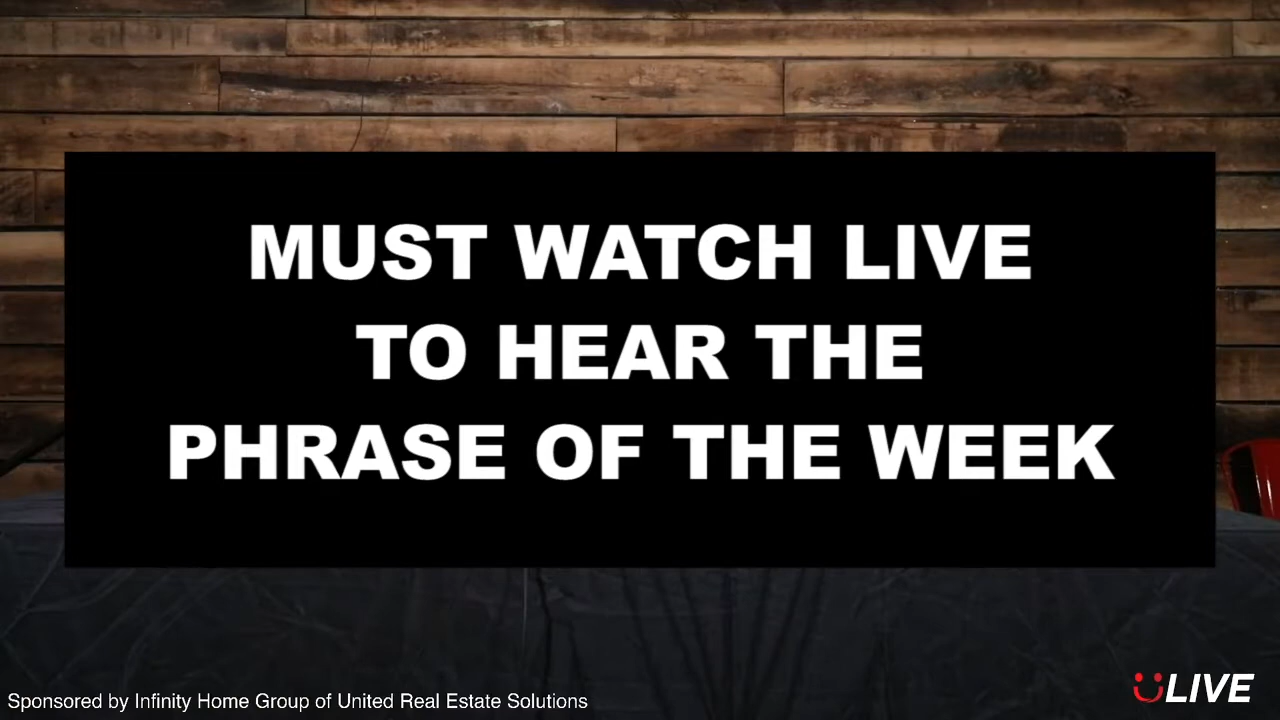 MUST WATCH LIVE
TO HEAR THE
PHRASE OF THE WEEK
Sponsored by Infinity Home Group of United Real Estate Solutions
LIVE